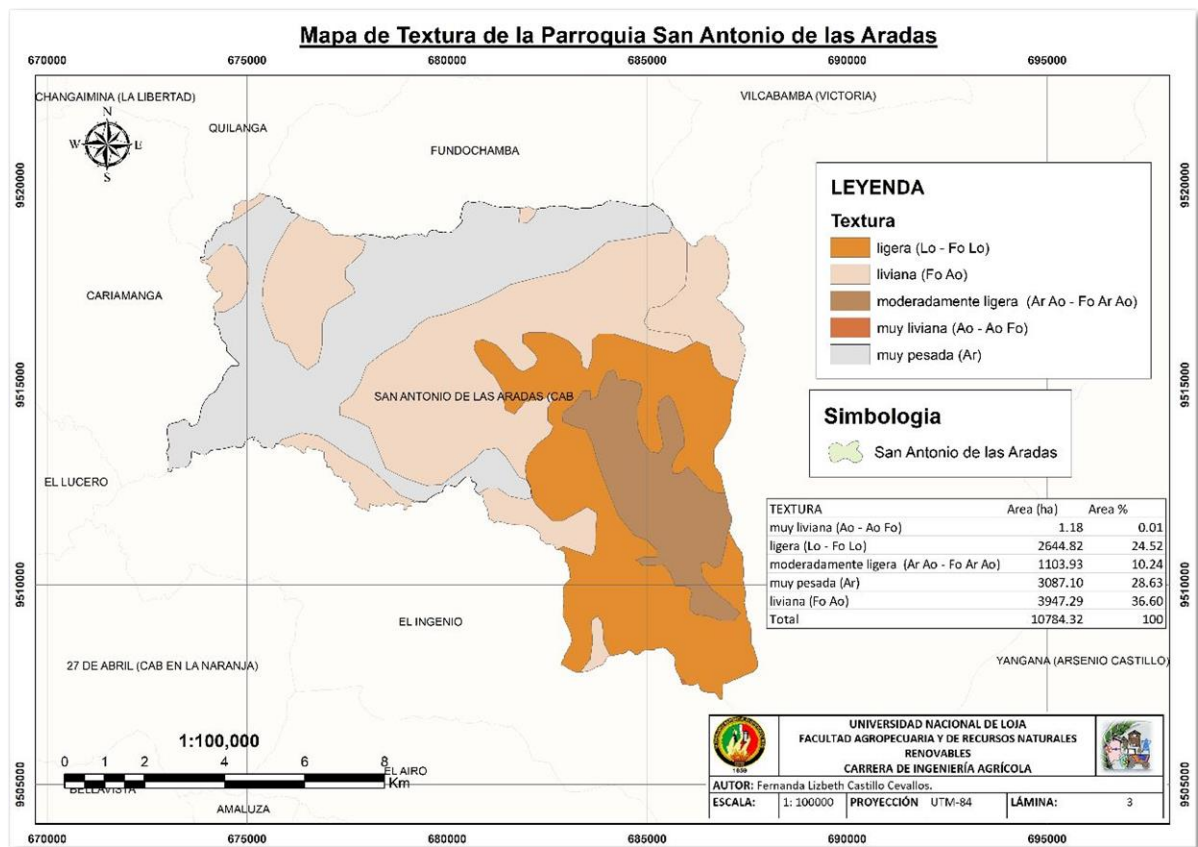 Mapa de Textura de la Parroquia San Antonio de las Aradas
670000 675000 680000 685000 690000 695000
CHANGAIMINA (LA LIBERTAD)
VILCABAMBA (VICTORIA)
N
W E
S
QUILANGA
FUNDOCHAMBA
9520000
9520000
LEYENDA
Textura
ligera (Lo - Fo Lo)
liviana (Fo Ao)
moderadamente ligera (Ar Ao - Fo Ar Ao)
muy liviana (Ao - Ao Fo)
muy pesada (Ar)
CARIAMANGA
9515000
9515000
SAN ANTONIO DE LAS ARADAS (CAB
Simbologia
San Antonio de las Aradas
EL LUCERO
TEXTURA Area (ha) Area %
muy liviana (Ao - Ao Fo) 1.18 0.01
ligera (Lo - Fo Lo) 2644.82 24.52
moderadamente ligera (Ar Ao - Fo Ar Ao) 1103.93 10.24
muy pesada (Ar) 3087.10 28.63
liviana (Fo Ao) 3947.29 36.60
Total 10784.32 100
9510000
9510000
EL INGENIO
27 DE ABRIL (CAB EN LA NARANJA)
YANGANA (ARSENIO CASTILLO)
1:100,000
0 1 2 4 6 8
Km
EL AIRO
BELLAVISTA
AMALUZA
9505000
9505000
1859
UNIVERSIDAD NACIONAL DE LOJA
FACULTAD AGROPECUARIA Y DE RECURSOS NATURALES
RENOVABLES
CARRERA DE INGENIERÍA AGRÍCOLA
AUTOR: Fernanda Lizbeth Castillo Cevallos.
ESCALA: 1: 100000 PROYECCIÓN UTM-84 LÁMINA: 3
670000 675000 680000 685000 690000 695000